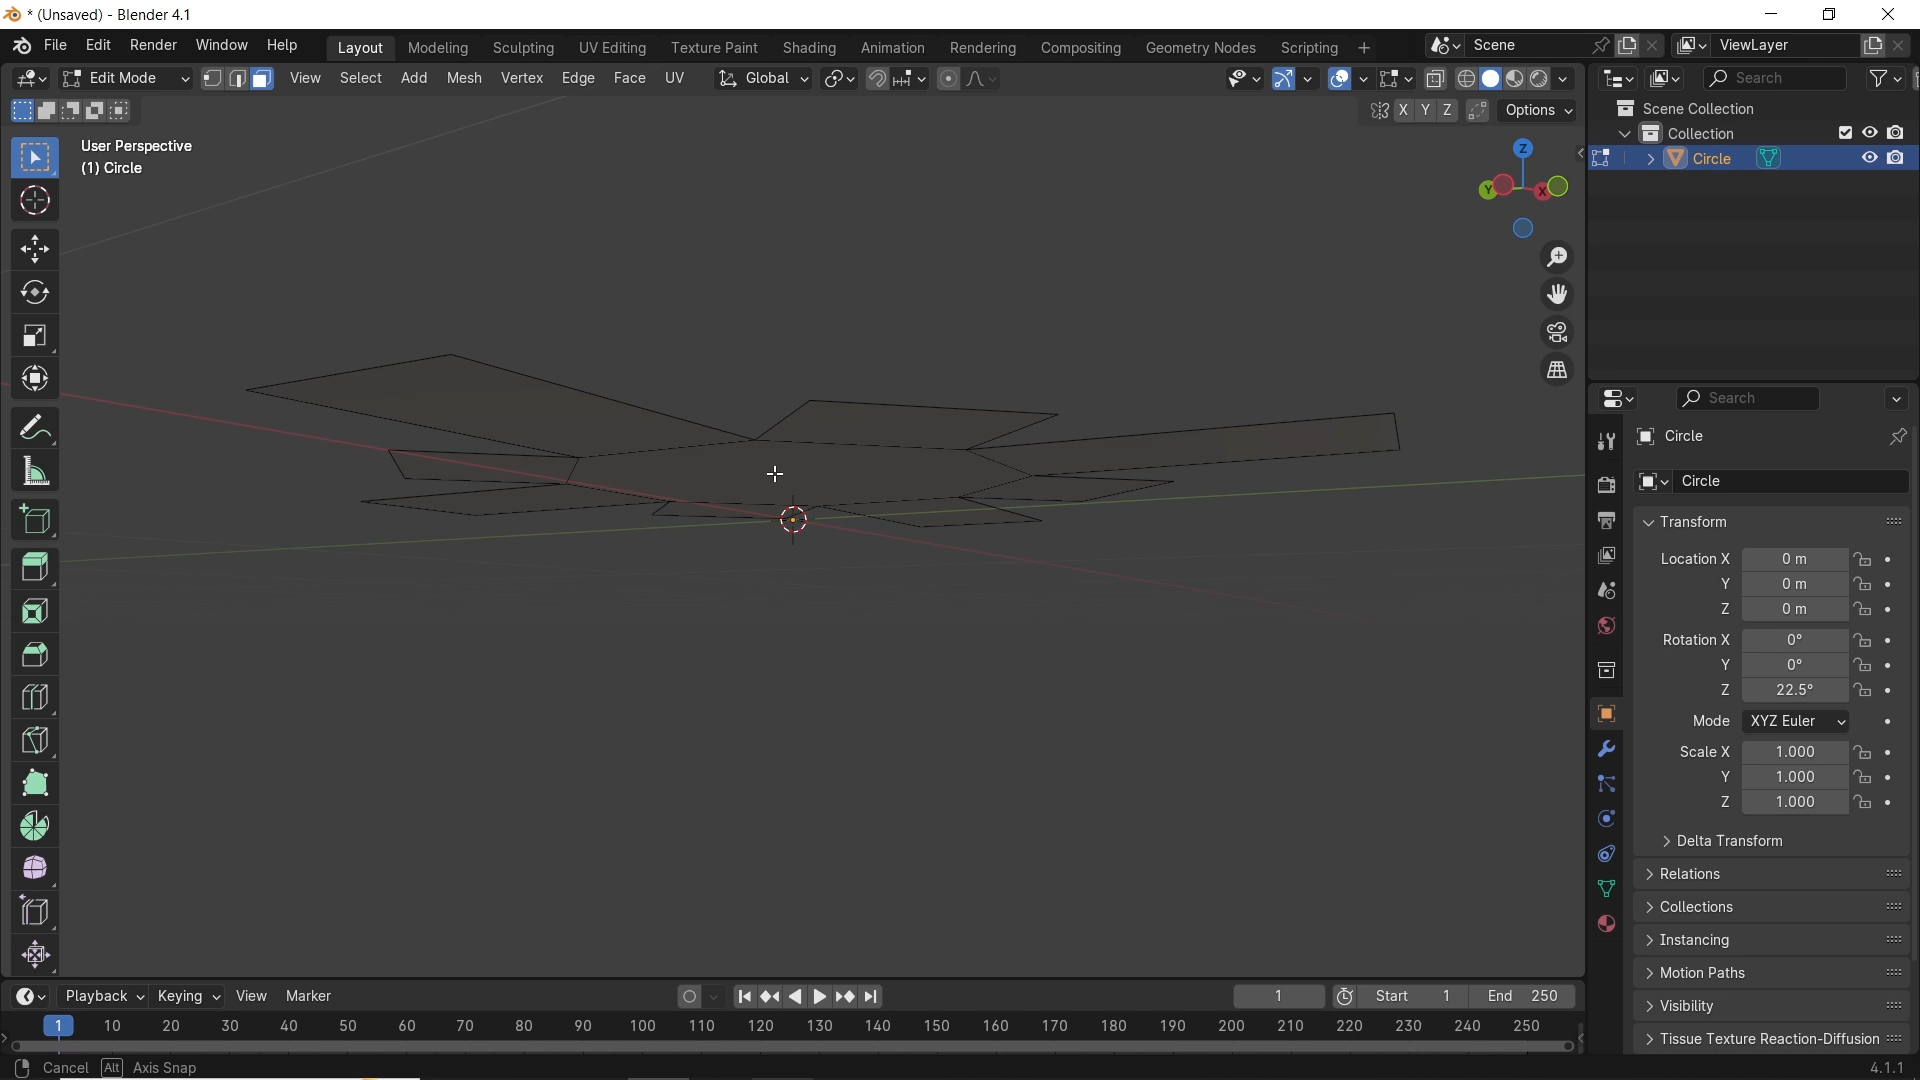 * (Unsaved) - Blender 4.1
File Edit Render Window Help Layout Modeling Sculpting UV Editing Texture Paint Shading Animation Rendering Compositing Geometry Nodes Scripting + Scene ViewLayer
Edit Mode View Select Add Mesh Vertex Edge Face UV Global Search
X Y Z Options
Scene Collection
Collection
Circle
User Perspective
(1) Circle
Z
Y X
Search
Circle
Circle
Transform
Location X 0 m
Y 0 m
Z 0 m
Rotation X 0°
Y 0°
Z 22.5°
Mode XYZ Euler
Scale X 1.000
Y 1.000
Z 1.000
Delta Transform
Relations
Collections
Instancing
Motion Paths
Visibility
Tissue Texture Reaction-Diffusion
Playback Keying View Marker 1 Start 1 End 250
1 10 20 30 40 50 60 70 80 90 100 110 120 130 140 150 160 170 180 190 200 210 220 230 240 250
Cancel Alt Axis Snap 4.1.1